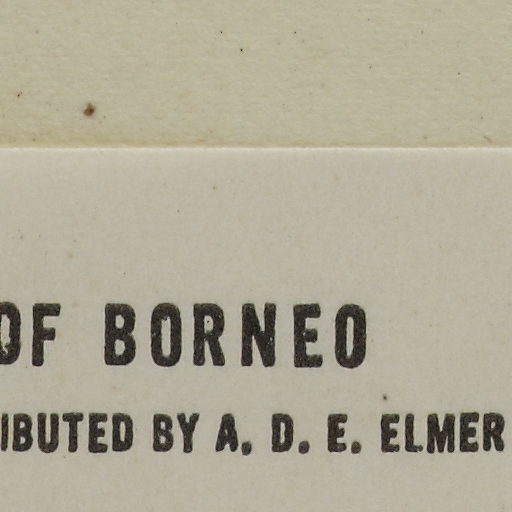 OF BORNEO
IBUTED BY A. D. E. ELMER